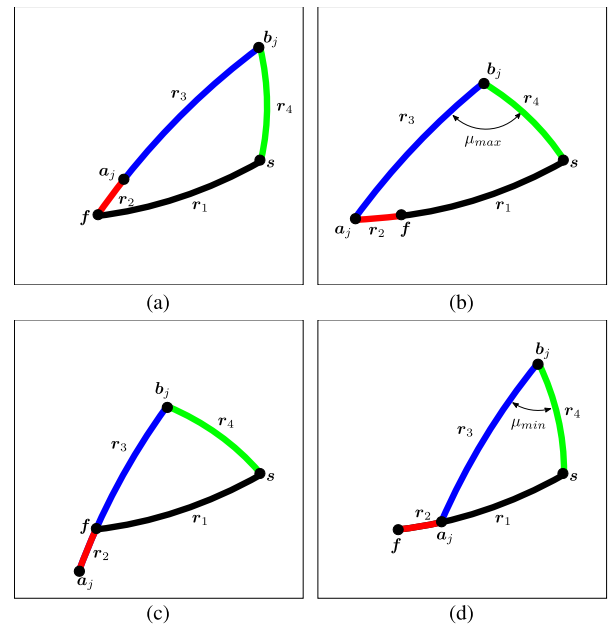 b_j
r_3
r_4
a_j
r_2
s
f
r_1
(a)
b_j
r_4
r_3
μ_max
s
r_1
a_j
r_2
f
(b)
b_j
r_4
r_3
s
f
r_1
r_2
a_j
(c)
b_j
r_4
μ_min
r_3
s
r_2
r_1
a_j
f
(d)